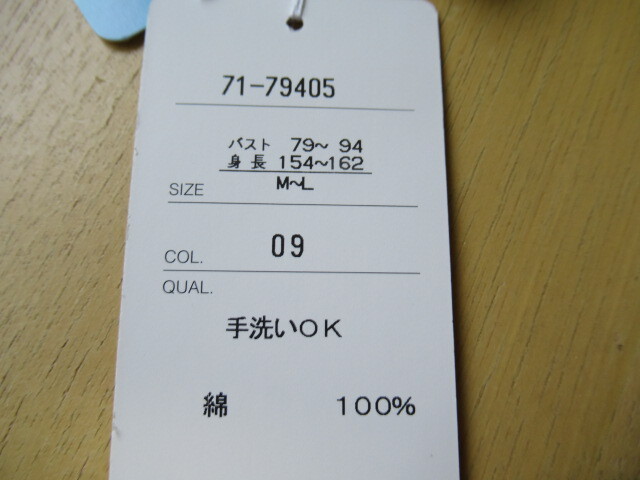 71-79405
バスト 79～ 94
身長 154～162
SIZE M～L
COL. 09
QUAL.
手洗いＯＫ
綿 １００％